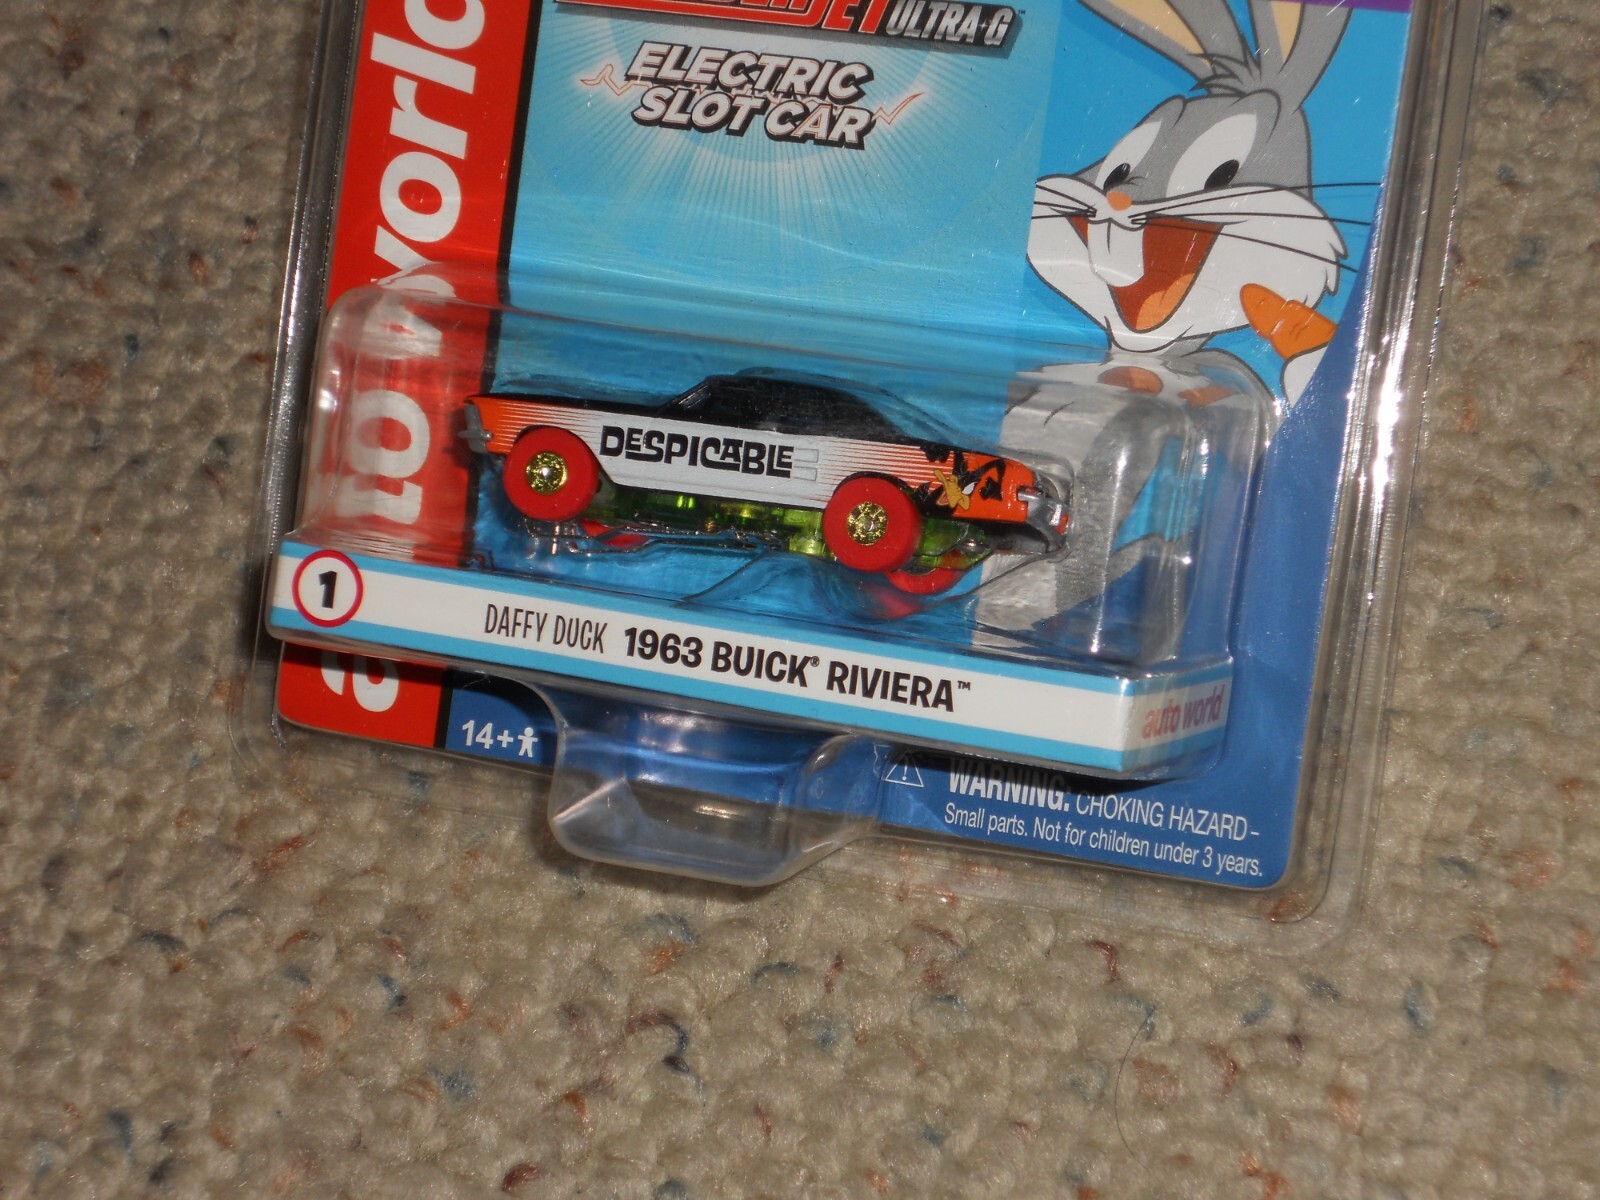 ULTRA-G™
ELECTRIC
SLOT CAR
DESPICABLE
1
DAFFY DUCK 1963 BUICK® RIVIERA™
auto world
14+
WARNING: CHOKING HAZARD–
Small parts. Not for children under 3 years.